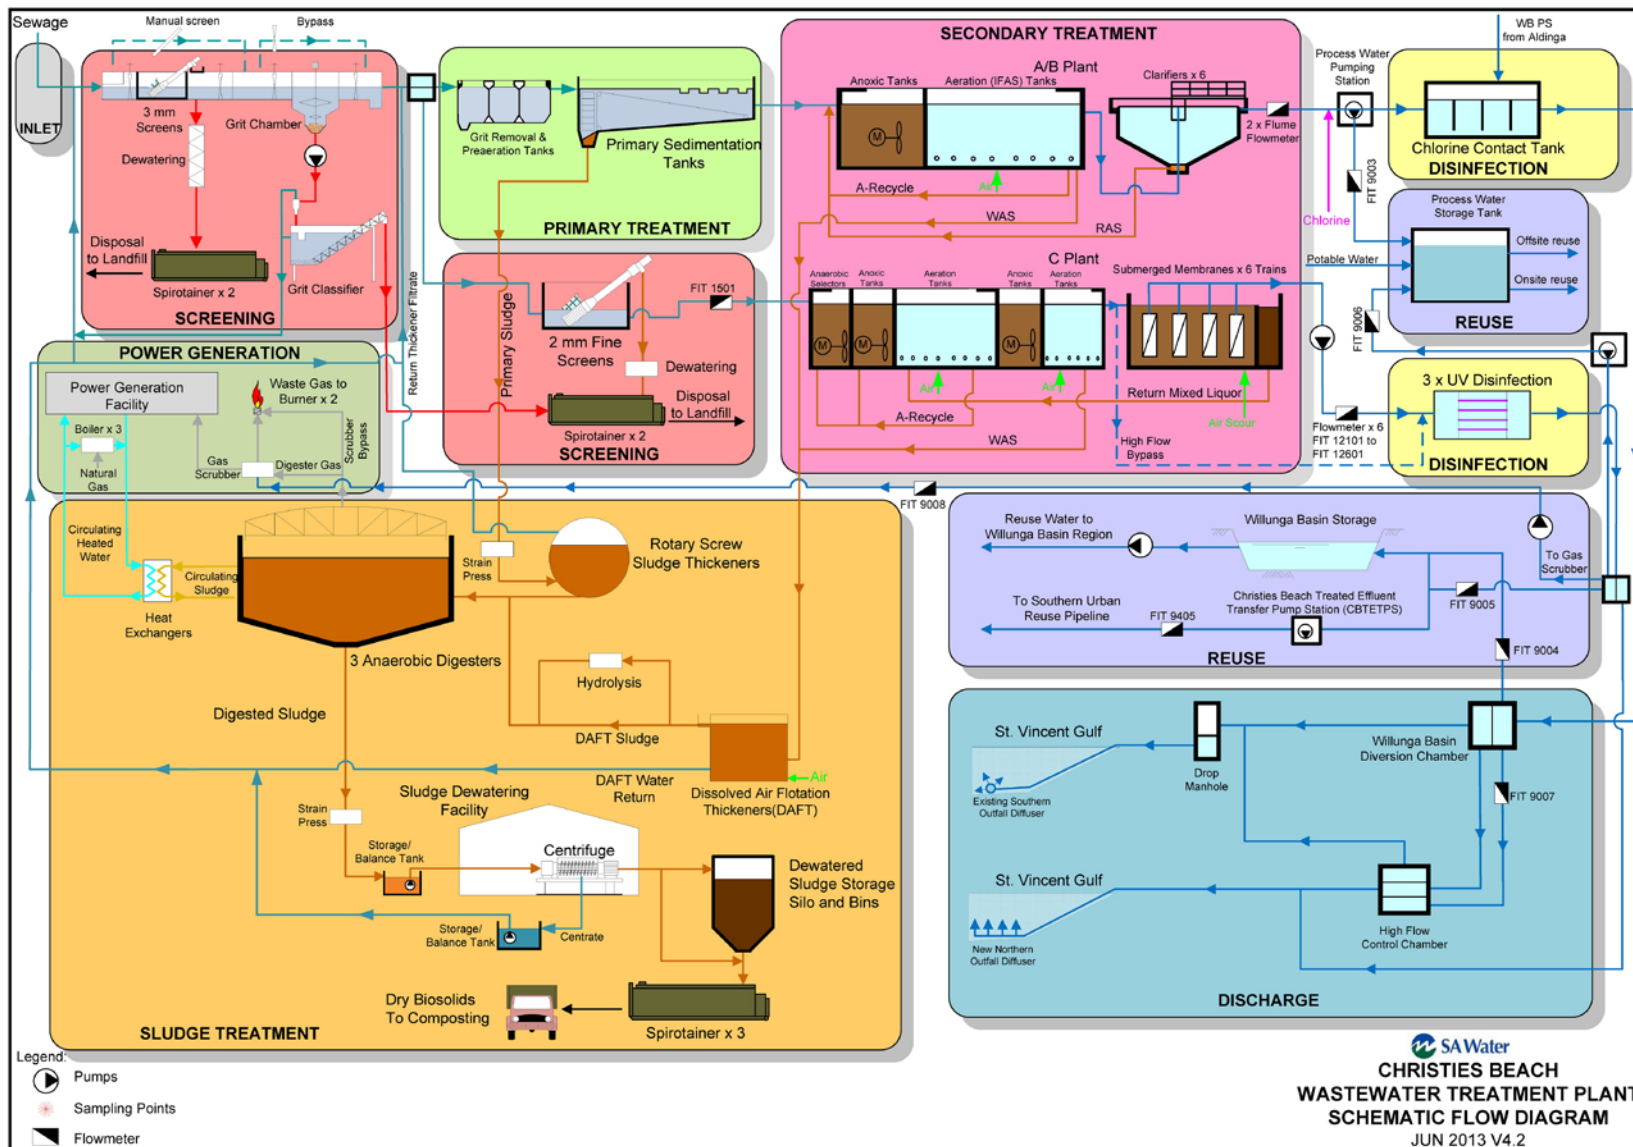 Sewage
Manual screen
Bypass
INLET
3 mm
Screens
Grit Chamber
Dewatering
Disposal
to Landfill
Spirotainer x 2
Grit Classifier
SCREENING
Grit Removal &
Preaeration Tanks
Primary Sedimentation
Tanks
PRIMARY TREATMENT
Return Thickener Filtrate
Primary Sludge
2 mm Fine
Screens
FIT 1501
Dewatering
Disposal
to Landfill
Spirotainer x 2
SCREENING
SECONDARY TREATMENT
A/B Plant
Anoxic Tanks
Aeration (IFAS) Tanks
Clarifiers x 6
M
2 x Flume
Flowmeter
Air
A-Recycle
WAS
RAS
C Plant
Anaerobic
Selectors
Anoxic
Tanks
Aeration
Tanks
Anoxic
Tanks
Aeration
Tanks
Submerged Membranes x 6 Trains
M
M
M
Air
Air
Return Mixed Liquor
A-Recycle
Air Scour
WAS
High Flow
Bypass
Process Water
Pumping
Station
WB PS
from Aldinga
Chlorine Contact Tank
DISINFECTION
FIT 9003
Chlorine
Process Water
Storage Tank
Offsite reuse
Potable Water
Onsite reuse
REUSE
FIT 9006
3 x UV Disinfection
Flowmeter x 6
FIT 12101 to
FIT 12601
DISINFECTION
POWER GENERATION
Power Generation
Facility
Waste Gas to
Burner x 2
Boiler x 3
Scrubber
Bypass
Gas
Scrubber
Digester Gas
Natural
Gas
FIT 9008
Circulating
Heated
Water
Circulating
Sludge
Heat
Exchangers
3 Anaerobic Digesters
Strain
Press
Rotary Screw
Sludge Thickeners
Hydrolysis
Digested Sludge
DAFT Sludge
DAFT Water
Return
Air
Dissolved Air Flotation
Thickeners(DAFT)
Sludge Dewatering
Facility
Strain
Press
Storage/
Balance Tank
Centrifuge
Dewatered
Sludge Storage
Silo and Bins
Storage/
Balance Tank
Centrate
Dry Biosolids
To Composting
Spirotainer x 3
SLUDGE TREATMENT
Reuse Water to
Willunga Basin Region
Willunga Basin Storage
To Gas
Scrubber
To Southern Urban
Reuse Pipeline
FIT 9405
Christies Beach Treated Effluent
Transfer Pump Station (CBTETPS)
FIT 9005
REUSE
FIT 9004
St. Vincent Gulf
Existing Southern
Outfall Diffuser
Drop
Manhole
Willunga Basin
Diversion Chamber
FIT 9007
St. Vincent Gulf
New Northern
Outfall Diffuser
High Flow
Control Chamber
DISCHARGE
Legend:
Pumps
Sampling Points
Flowmeter
SA Water
CHRISTIES BEACH
WASTEWATER TREATMENT PLANT
SCHEMATIC FLOW DIAGRAM
JUN 2013 V4.2